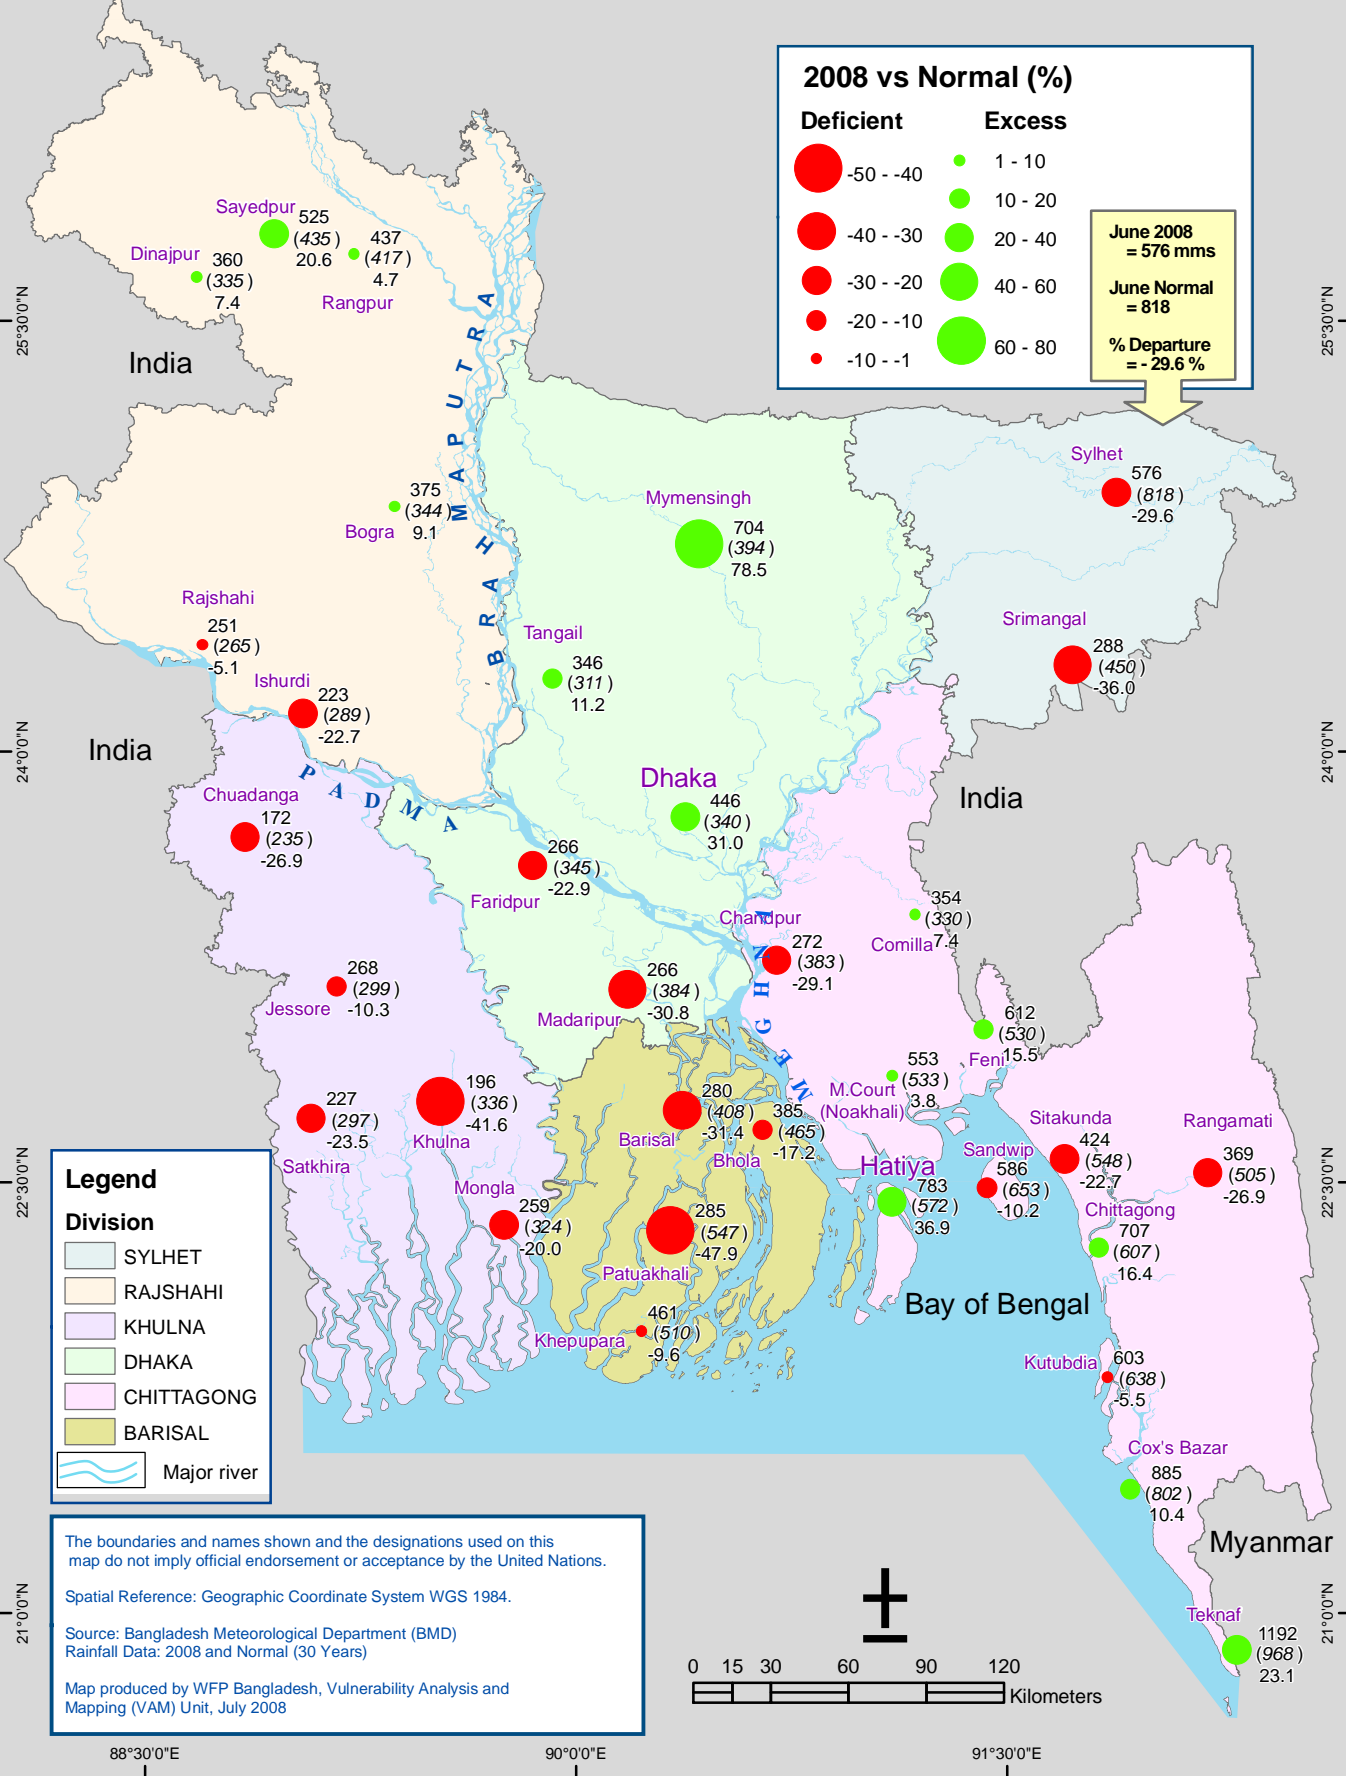 2008 vs Normal (%)
Deficient
Excess
-50 - -40
-40 - -30
-30 - -20
-20 - -10
-10 - -1
1 - 10
10 - 20
20 - 40
40 - 60
60 - 80
June 2008
= 576 mms
June Normal
= 818
% Departure
= - 29.6 %
Sayedpur
525
(435)
20.6
Dinajpur
360
(335)
7.4
437
(417)
4.7
Rangpur
India
BRAHMAPUTRA
375
(344)
9.1
Bogra
Mymensingh
704
(394)
78.5
Sylhet
576
(818)
-29.6
Rajshahi
251
(265)
-5.1
Tangail
346
(311)
11.2
Srimangal
288
(450)
-36.0
Ishurdi
223
(289)
-22.7
India
PADMA
Chuadanga
172
(235)
-26.9
Dhaka
446
(340)
31.0
India
266
(345)
-22.9
Faridpur
354
(330)
7.4
Comilla
Chandpur
272
(383)
-29.1
MEGHNA
268
(299)
-10.3
Jessore
266
(384)
-30.8
Madaripur
612
(530)
15.5
Feni
553
(533)
3.8
M.Court
(Noakhali)
196
(336)
-41.6
Khulna
227
(297)
-23.5
Satkhira
280
(408)
-31.4
Barisal
385
(465)
-17.2
Bhola
Sitakunda
424
(548)
-22.7
Rangamati
369
(505)
-26.9
Sandwip
586
(653)
-10.2
Hatiya
783
(572)
36.9
Mongla
259
(324)
-20.0
285
(547)
-47.9
Patuakhali
Chittagong
707
(607)
16.4
Bay of Bengal
461
(510)
-9.6
Khepupara
Kutubdia
603
(638)
-5.5
Cox's Bazar
885
(802)
10.4
Myanmar
Teknaf
1192
(968)
23.1
Legend
Division
SYLHET
RAJSHAHI
KHULNA
DHAKA
CHITTAGONG
BARISAL
Major river
The boundaries and names shown and the designations used on this
map do not imply official endorsement or acceptance by the United Nations.
Spatial Reference: Geographic Coordinate System WGS 1984.
Source: Bangladesh Meteorological Department (BMD)
Rainfall Data: 2008 and Normal (30 Years)
Map produced by WFP Bangladesh, Vulnerability Analysis and
Mapping (VAM) Unit, July 2008
0 15 30 60 90 120
Kilometers
25°30'0"N
24°0'0"N
22°30'0"N
21°0'0"N
25°30'0"N
24°0'0"N
22°30'0"N
21°0'0"N
88°30'0"E
90°0'0"E
91°30'0"E